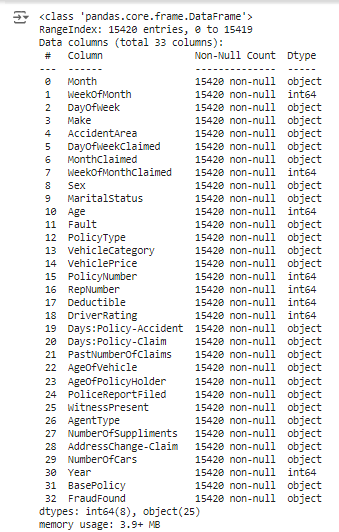 <class 'pandas.core.frame.DataFrame'>
RangeIndex: 15420 entries, 0 to 15419
Data columns (total 33 columns):
 #   Column                Non-Null Count  Dtype
---  ------                --------------  -----
 0   Month                 15420 non-null  object
 1   WeekOfMonth           15420 non-null  int64
 2   DayOfWeek             15420 non-null  object
 3   Make                  15420 non-null  object
 4   AccidentArea          15420 non-null  object
 5   DayOfWeekClaimed      15420 non-null  object
 6   MonthClaimed          15420 non-null  object
 7   WeekOfMonthClaimed    15420 non-null  int64
 8   Sex                   15420 non-null  object
 9   MaritalStatus         15420 non-null  object
 10  Age                   15420 non-null  int64
 11  Fault                 15420 non-null  object
 12  PolicyType            15420 non-null  object
 13  VehicleCategory       15420 non-null  object
 14  VehiclePrice          15420 non-null  object
 15  PolicyNumber          15420 non-null  int64
 16  RepNumber             15420 non-null  int64
 17  Deductible            15420 non-null  int64
 18  DriverRating          15420 non-null  int64
 19  Days:Policy-Accident  15420 non-null  object
 20  Days:Policy-Claim     15420 non-null  object
 21  PastNumberOfClaims    15420 non-null  object
 22  AgeOfVehicle          15420 non-null  object
 23  AgeOfPolicyHolder     15420 non-null  object
 24  PoliceReportFiled     15420 non-null  object
 25  WitnessPresent        15420 non-null  object
 26  AgentType             15420 non-null  object
 27  NumberOfSuppliments   15420 non-null  object
 28  AddressChange-Claim   15420 non-null  object
 29  NumberOfCars          15420 non-null  object
 30  Year                  15420 non-null  int64
 31  BasePolicy            15420 non-null  object
 32  FraudFound            15420 non-null  object
dtypes: int64(8), object(25)
memory usage: 3.9+ MB